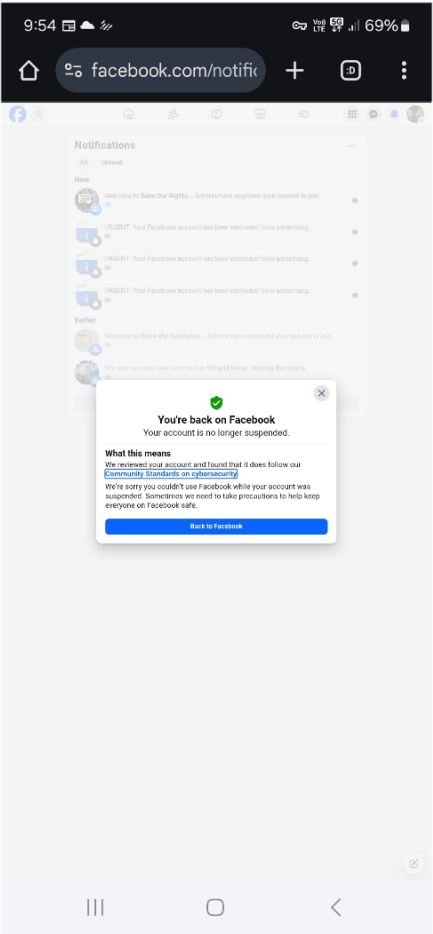 9:54
Vo)) LTE 5G 69%
facebook.com/notific
:D
Notifications
All Unread
New
Welcome to Save Our Rights... Admins have approved your request to join.
URGENT: Your Facebook account has been restricted from advertising.
URGENT: Your Facebook account has been restricted from advertising.
URGENT: Your Facebook account has been restricted from advertising.
Earlier
Welcome to Know the Australian... Admins have approved your request to join
You can now post and comment in Off grid living - leaving the matrix.
You're back on Facebook
Your account is no longer suspended.
What this means
We reviewed your account and found that it does follow our
Community Standards on cybersecurity.
We're sorry you couldn't use Facebook while your account was
suspended. Sometimes we need to take precautions to help keep
everyone on Facebook safe.
Back to Facebook